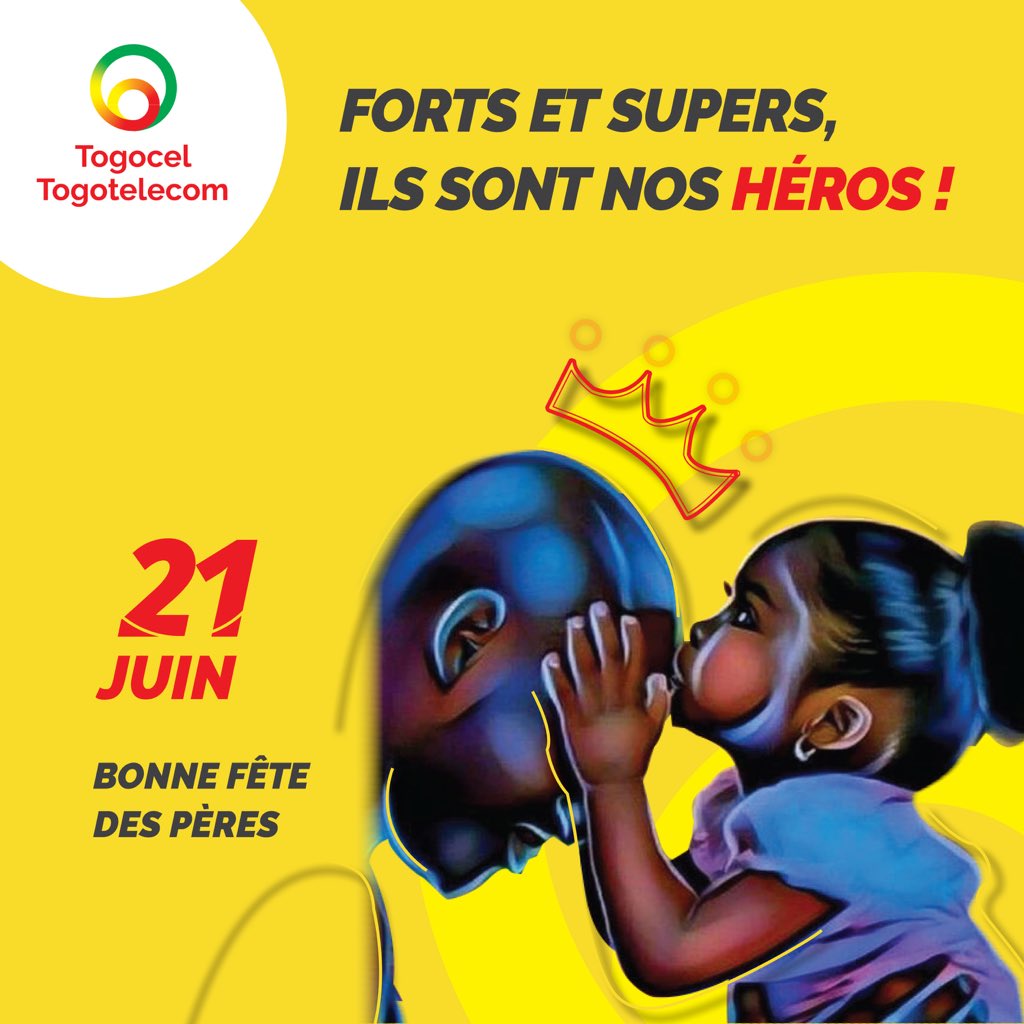 Togocel
Togotelecom
FORTS ET SUPERS,
ILS SONT NOS HÉROS !
21
JUIN
BONNE FÊTE
DES PÈRES